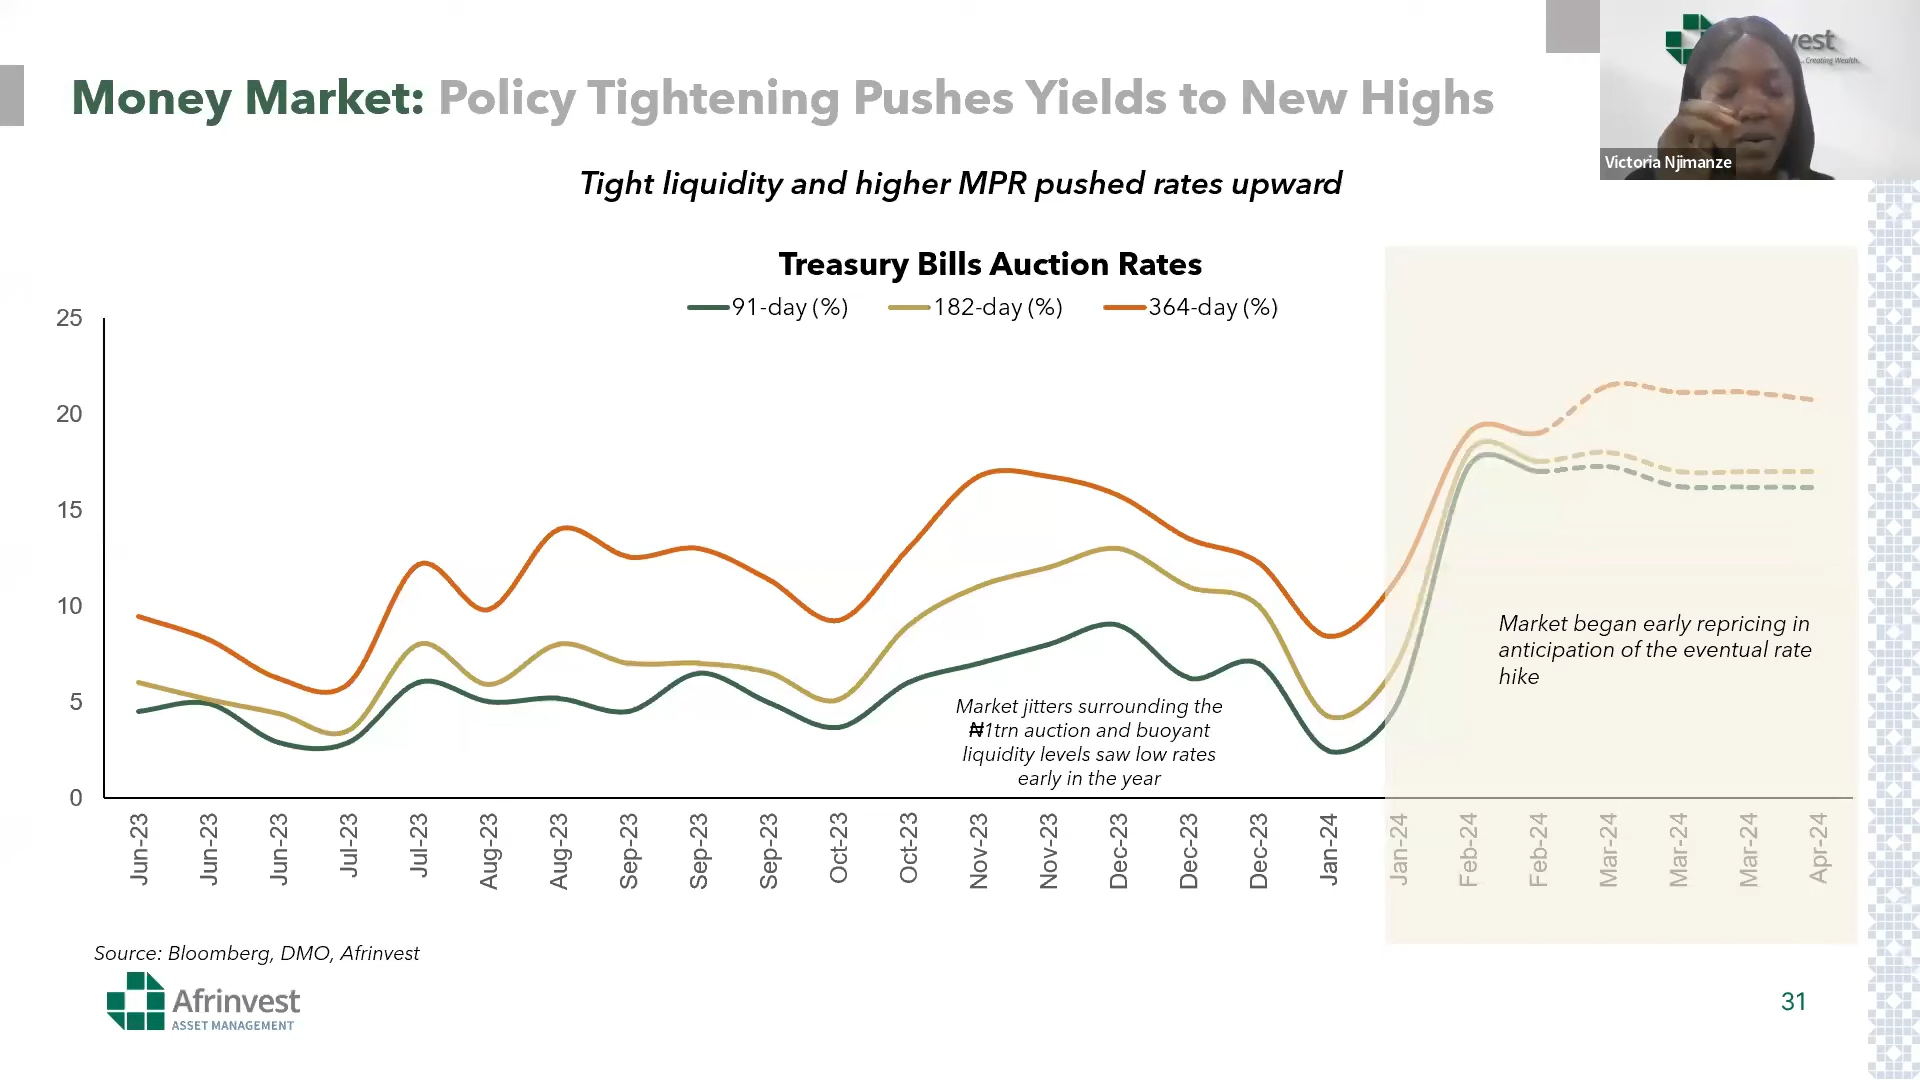 Money Market: Policy Tightening Pushes Yields to New Highs
vest
Creating Wealth.
Victoria Njimanze
Tight liquidity and higher MPR pushed rates upward
Treasury Bills Auction Rates
91-day (%)
182-day (%)
364-day (%)
25
20
15
10
5
0
Market jitters surrounding the
₦1trn auction and buoyant
liquidity levels saw low rates
early in the year
Market began early repricing in
anticipation of the eventual rate
hike
Jun-23
Jun-23
Jun-23
Jul-23
Jul-23
Aug-23
Aug-23
Sep-23
Sep-23
Sep-23
Oct-23
Oct-23
Nov-23
Nov-23
Dec-23
Dec-23
Dec-23
Jan-24
Jan-24
Feb-24
Feb-24
Mar-24
Mar-24
Mar-24
Apr-24
Source: Bloomberg, DMO, Afrinvest
Afrinvest
ASSET MANAGEMENT
31